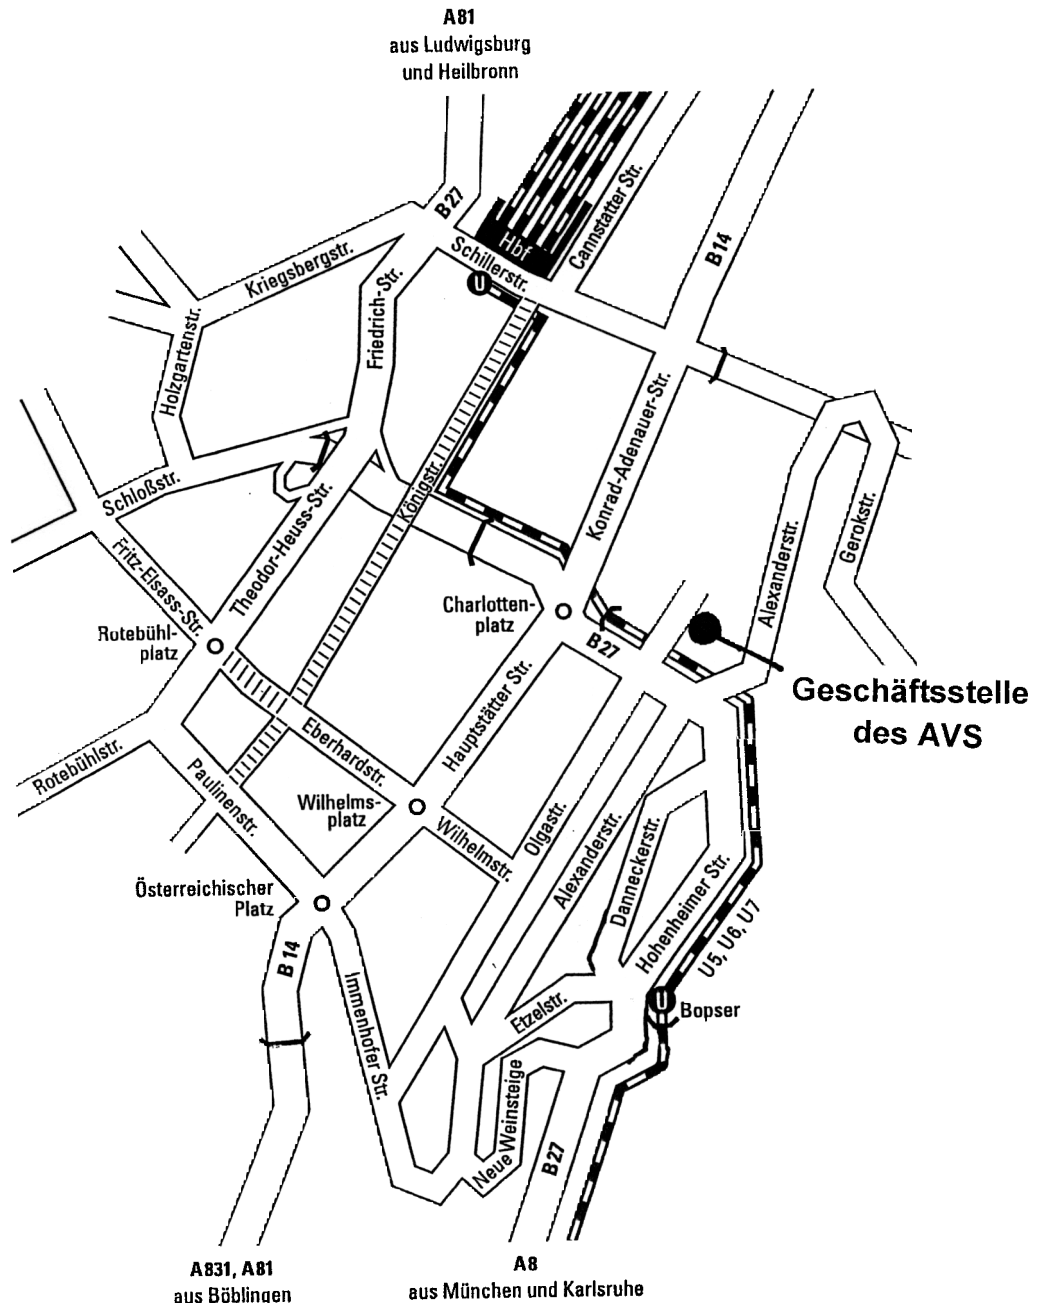 A81
aus Ludwigsburg
und Heilbronn
B27
Hbf
Cannstatter Str.
B14
Schillerstr.
U
Kriegsbergstr.
Friedrich-Str.
Holzgartenstr.
Konrad-Adenauer-Str.
Königstr.
Schloßstr.
Theodor-Heuss-Str.
Fritz-Elsass-Str.
Gerokstr.
Alexanderstr.
Charlotten-
platz
B27
Rotebühl-
platz
Geschäftsstelle
des AVS
Hauptstätter Str.
Eberhardstr.
Rotebühlstr.
Paulinenstr.
Wilhelms-
platz
Wilhelmstr.
Olgastr.
Alexanderstr.
Danneckerstr.
Hohenheimer Str.
U5, U6, U7
Österreichischer
Platz
B14
Immenhofer Str.
Etzelstr.
U
Bopser
Neue Weinsteige
B27
A831, A81
aus Böblingen
A8
aus München und Karlsruhe